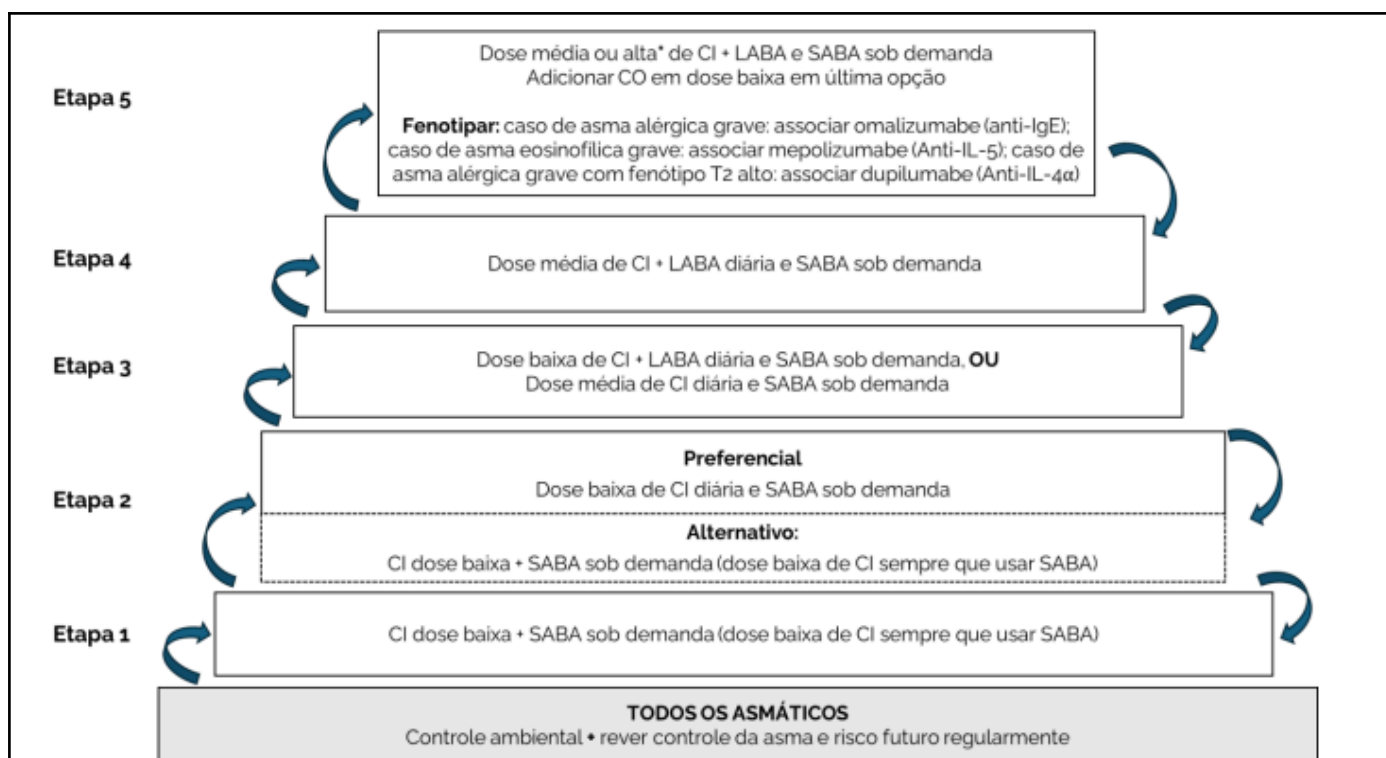 Etapa 5
Dose média ou alta* de CI + LABA e SABA sob demanda
Adicionar CO em dose baixa em última opção
Fenotipar: caso de asma alérgica grave: associar omalizumabe (anti-IgE);
caso de asma eosinofílica grave: associar mepolizumabe (Anti-IL-5); caso de
asma alérgica grave com fenótipo T2 alto: associar dupilumabe (Anti-IL-4α)
Etapa 4
Dose média de CI + LABA diária e SABA sob demanda
Etapa 3
Dose baixa de CI + LABA diária e SABA sob demanda, OU
Dose média de CI diária e SABA sob demanda
Etapa 2
Preferencial
Dose baixa de CI diária e SABA sob demanda
Alternativo:
CI dose baixa + SABA sob demanda (dose baixa de CI sempre que usar SABA)
Etapa 1
CI dose baixa + SABA sob demanda (dose baixa de CI sempre que usar SABA)
TODOS OS ASMÁTICOS
Controle ambiental + rever controle da asma e risco futuro regularmente